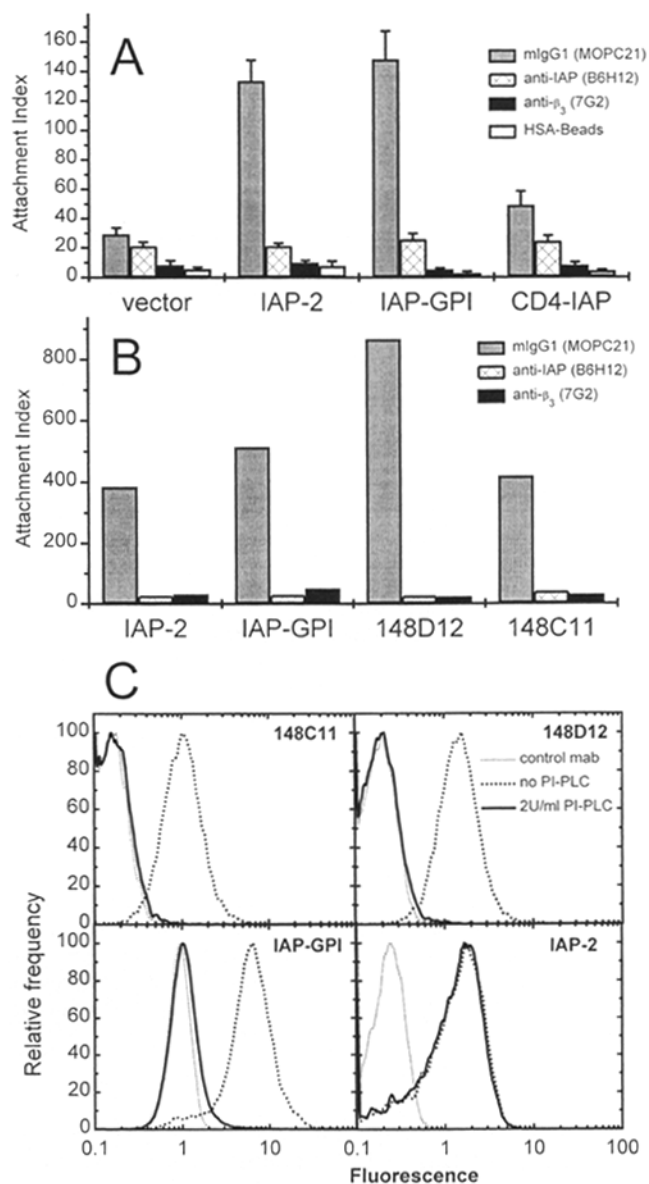 A
Attachment Index
160
140
120
100
80
60
40
20
0
mIgG1 (MOPC21)
anti-IAP (B6H12)
anti-β3 (7G2)
HSA-Beads
vector
IAP-2
IAP-GPI
CD4-IAP
B
Attachment Index
800
600
400
200
0
mIgG1 (MOPC21)
anti-IAP (B6H12)
anti-β3 (7G2)
IAP-2
IAP-GPI
148D12
148C11
C
Relative frequency
100
80
60
40
20
0
148C11
148D12
control mab
no PI-PLC
2U/ml PI-PLC
100
80
60
40
20
0
IAP-GPI
IAP-2
0.1
1
10
0.1
1
10
100
Fluorescence